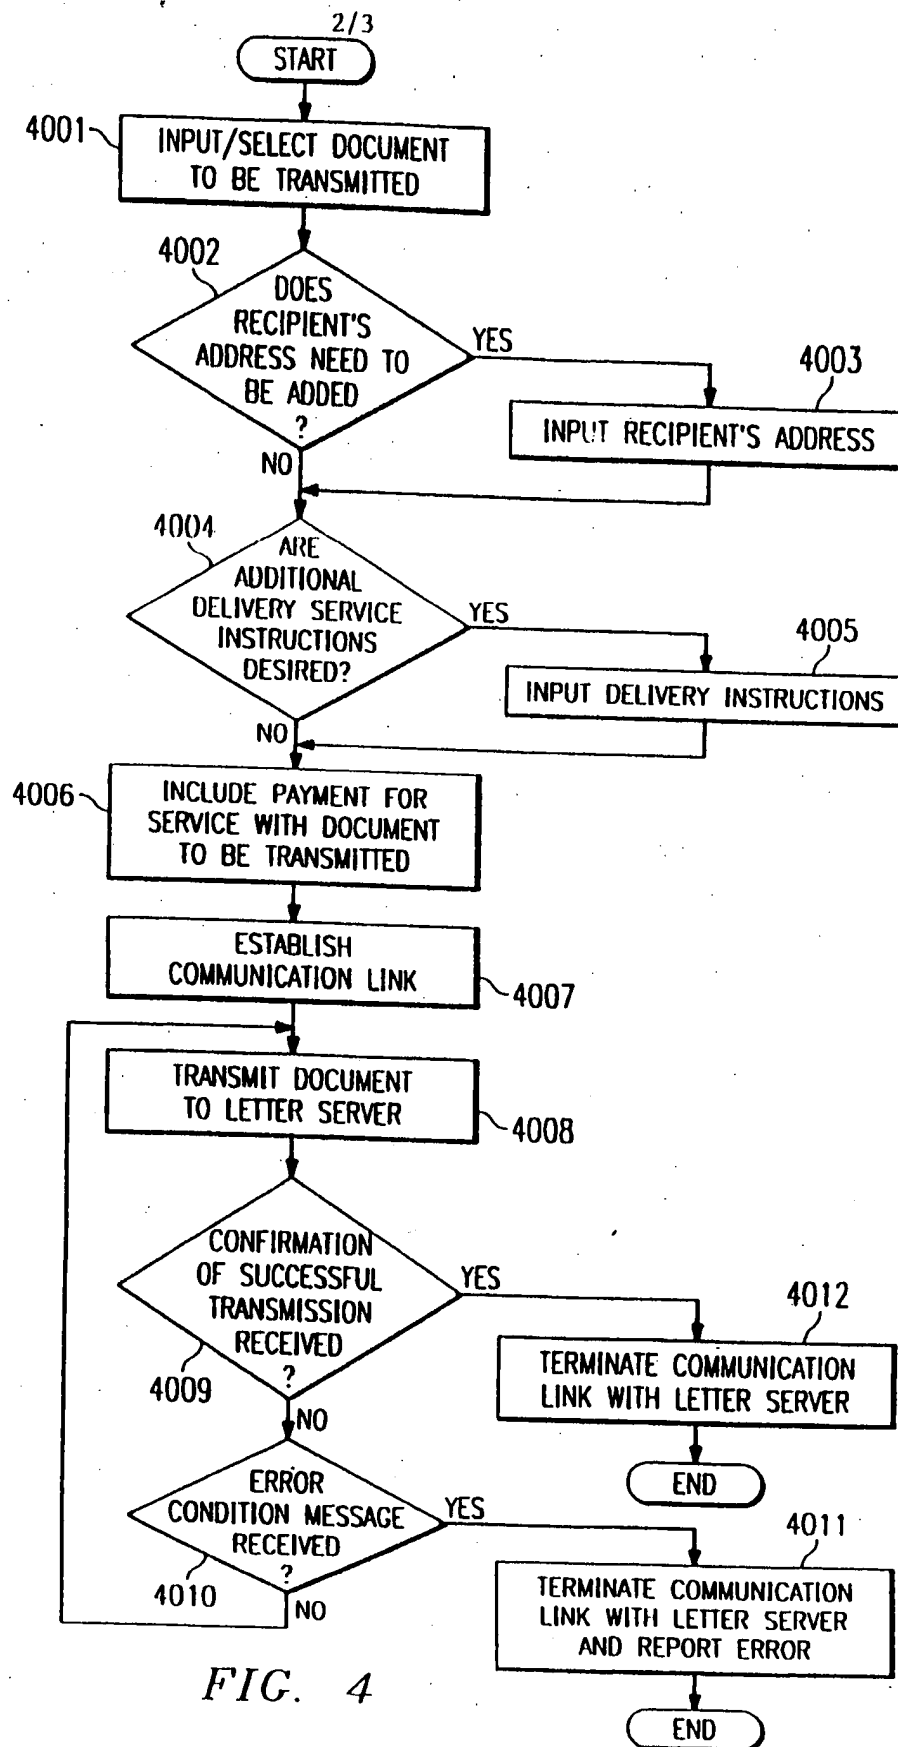 2/3
START
4001
INPUT/SELECT DOCUMENT
TO BE TRANSMITTED
4002
DOES
RECIPIENT'S
ADDRESS NEED TO
BE ADDED
?
YES
4003
INPUT RECIPIENT'S ADDRESS
NO
4004
ARE
ADDITIONAL
DELIVERY SERVICE
INSTRUCTIONS
DESIRED?
YES
4005
INPUT DELIVERY INSTRUCTIONS
NO
4006
INCLUDE PAYMENT FOR
SERVICE WITH DOCUMENT
TO BE TRANSMITTED
ESTABLISH
COMMUNICATION LINK
4007
TRANSMIT DOCUMENT
TO LETTER SERVER
4008
CONFIRMATION
OF SUCCESSFUL
TRANSMISSION
RECEIVED
?
4009
YES
4012
TERMINATE COMMUNICATION
LINK WITH LETTER SERVER
END
NO
ERROR
CONDITION MESSAGE
RECEIVED
?
4010
YES
4011
TERMINATE COMMUNICATION
LINK WITH LETTER SERVER
AND REPORT ERROR
END
NO
FIG. 4